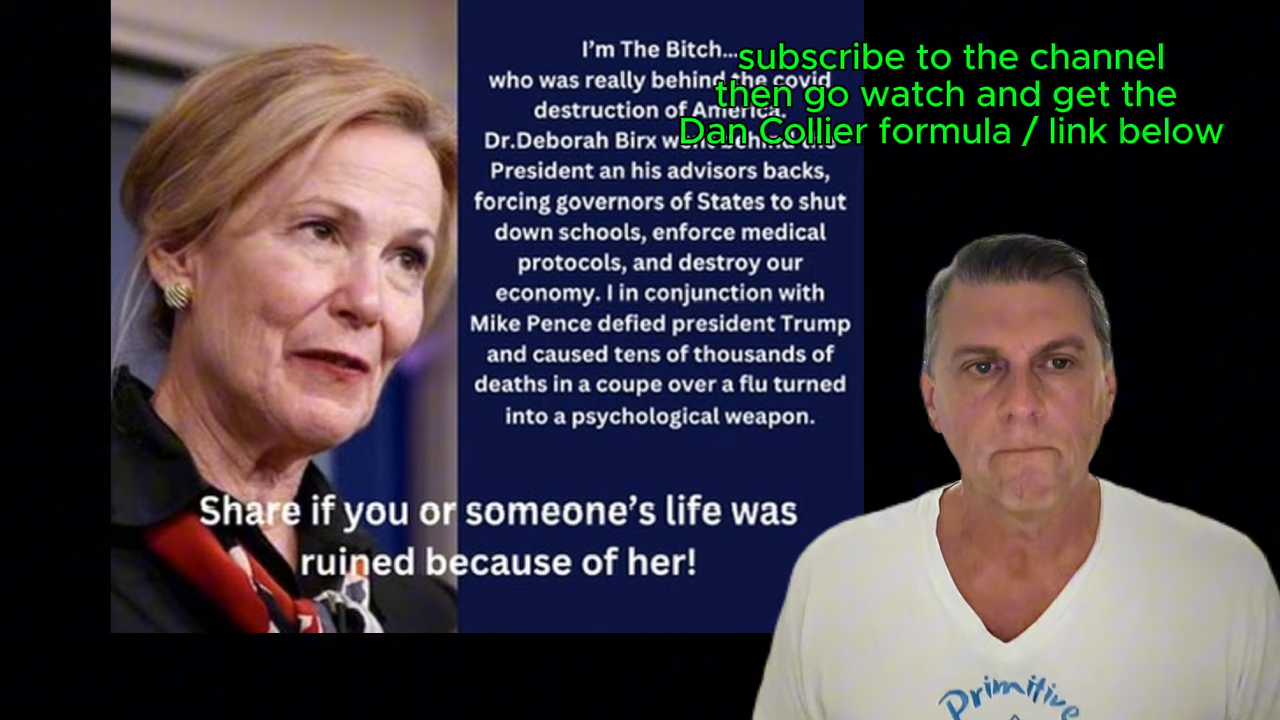 I'm The Bitch...
who was really behind the covid
destruction of America.
Dr.Deborah Birx went behind the
President an his advisors backs,
forcing governors of States to shut
down schools, enforce medical
protocols, and destroy our
economy. I in conjunction with
Mike Pence defied president Trump
and caused tens of thousands of
deaths in a coupe over a flu turned
into a psychological weapon.
Share if you or someone's life was
ruined because of her!
subscribe to the channel
then go watch and get the
Dan Collier formula / link below
Primitive